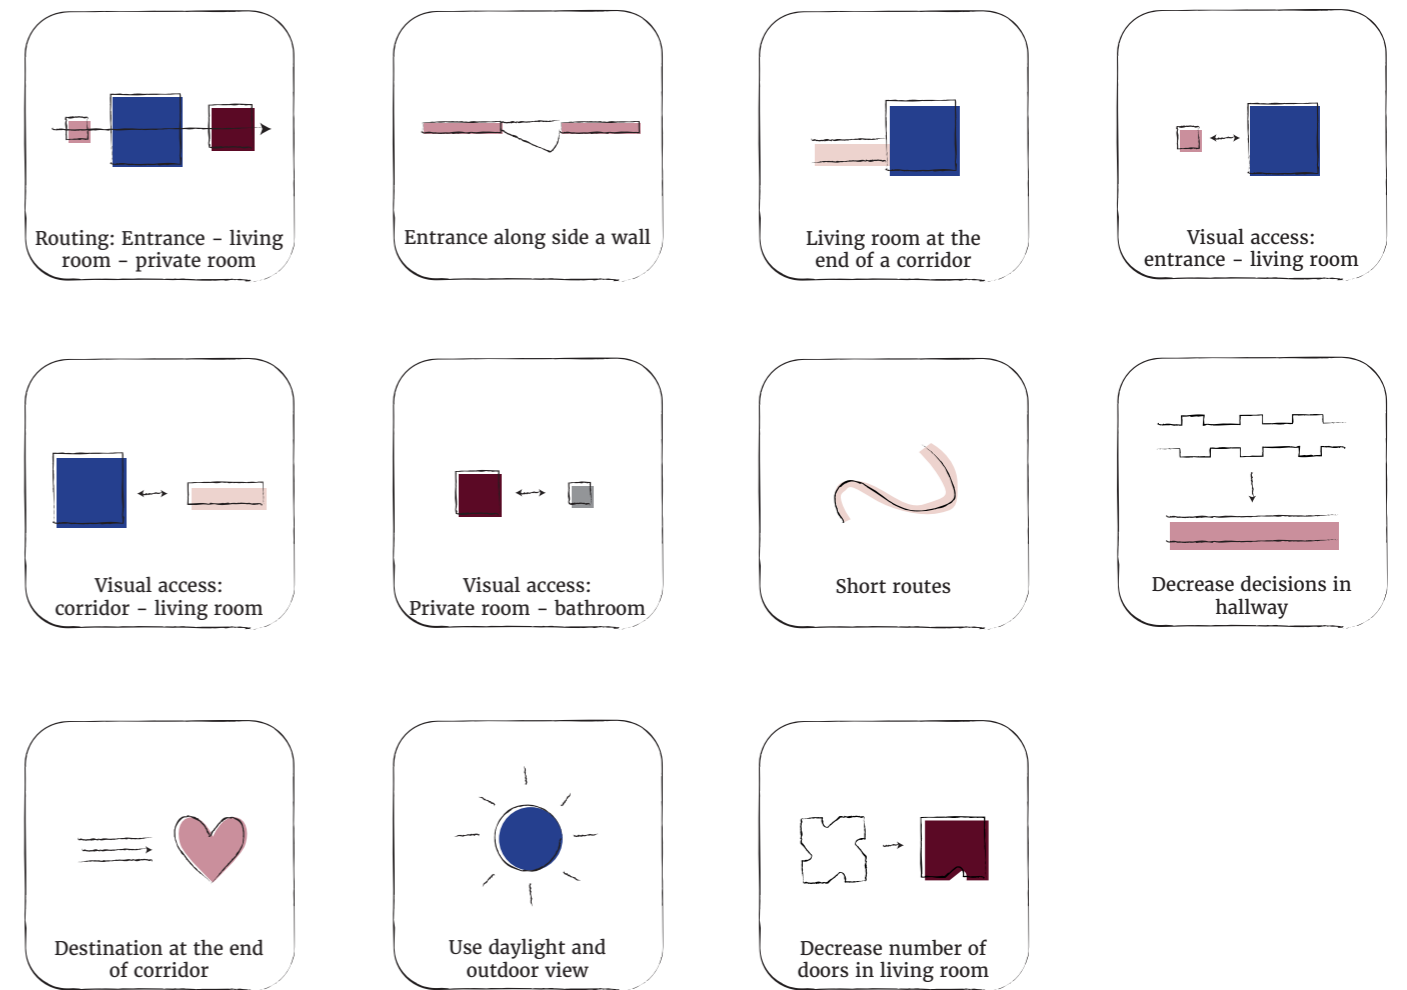 Routing: Entrance - living
room - private room
Entrance along side a wall
Living room at the
end of a corridor
Visual access:
entrance - living room
Visual access:
corridor - living room
Visual access:
Private room - bathroom
Short routes
Decrease decisions in
hallway
Destination at the end
of corridor
Use daylight and
outdoor view
Decrease number of
doors in living room